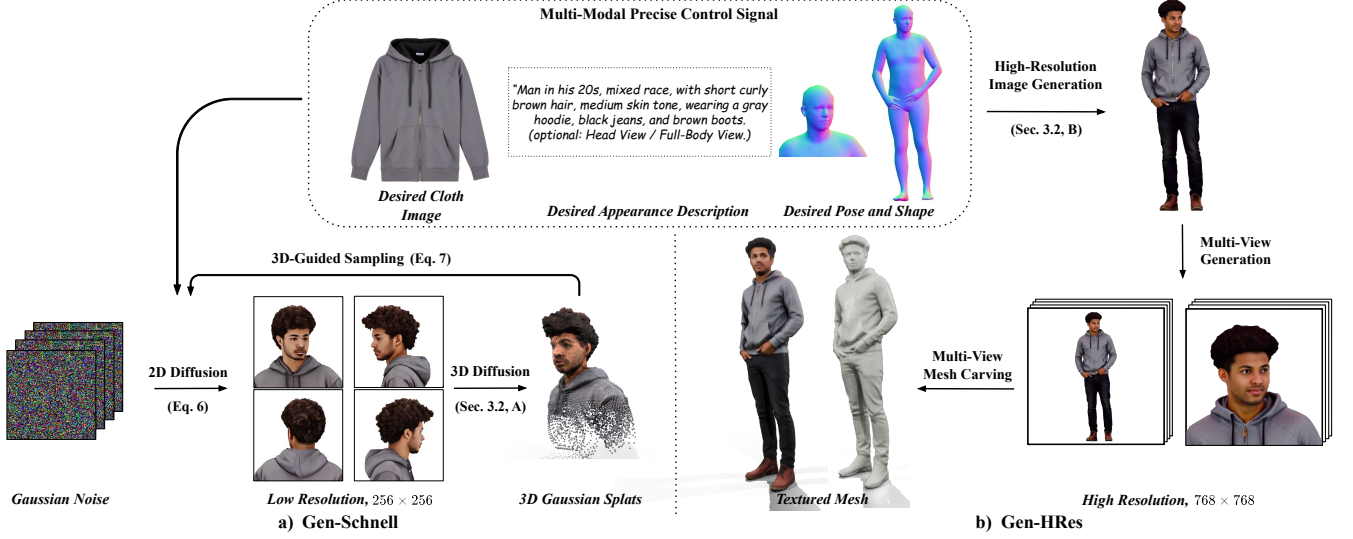 Multi-Modal Precise Control Signal
"Man in his 20s, mixed race, with short curly
brown hair, medium skin tone, wearing a gray
hoodie, black jeans, and brown boots.
(optional: Head View / Full-Body View.)
Desired Cloth
Image
Desired Appearance Description
Desired Pose and Shape
High-Resolution
Image Generation
(Sec. 3.2, B)
Multi-View
Generation
3D-Guided Sampling (Eq. 7)
2D Diffusion
(Eq. 6)
3D Diffusion
(Sec. 3.2, A)
Multi-View
Mesh Carving
Gaussian Noise
Low Resolution, 256 × 256
3D Gaussian Splats
Textured Mesh
High Resolution, 768 × 768
a) Gen-Schnell
b) Gen-HRes